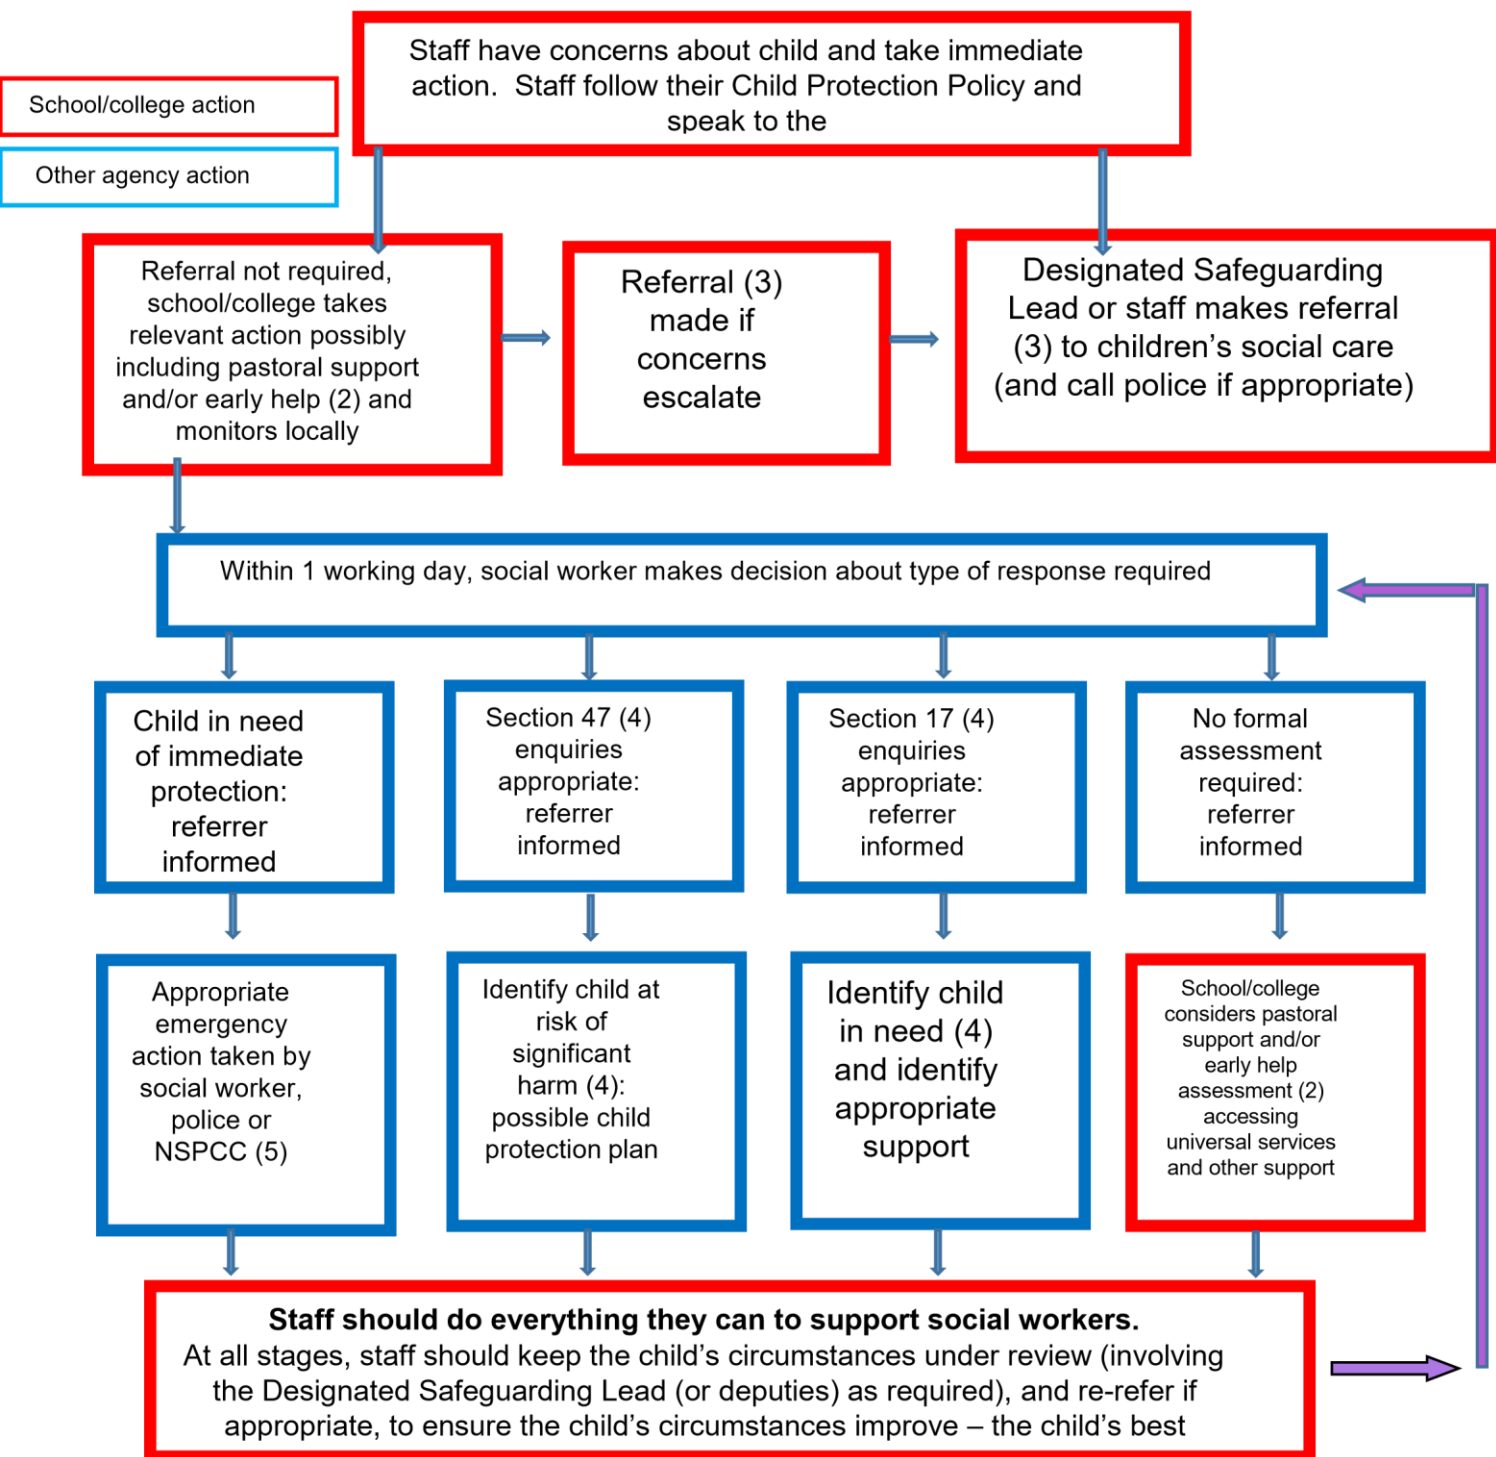 Staff have concerns about child and take immediate
action.  Staff follow their Child Protection Policy and
speak to the
School/college action
Other agency action
Referral not required,
school/college takes
relevant action possibly
including pastoral support
and/or early help (2) and
monitors locally
Referral (3)
made if
concerns
escalate
Designated Safeguarding
Lead or staff makes referral
(3) to children’s social care
(and call police if appropriate)
Within 1 working day, social worker makes decision about type of response required
Child in need
of immediate
protection:
referrer
informed
Section 47 (4)
enquiries
appropriate:
referrer
informed
Section 17 (4)
enquiries
appropriate:
referrer
informed
No formal
assessment
required:
referrer
informed
Appropriate
emergency
action taken by
social worker,
police or
NSPCC (5)
Identify child at
risk of
significant
harm (4):
possible child
protection plan
Identify child
in need (4)
and identify
appropriate
support
School/college
considers pastoral
support and/or
early help
assessment (2)
accessing
universal services
and other support
Staff should do everything they can to support social workers.
At all stages, staff should keep the child’s circumstances under review (involving
the Designated Safeguarding Lead (or deputies) as required), and re-refer if
appropriate, to ensure the child’s circumstances improve – the child’s best